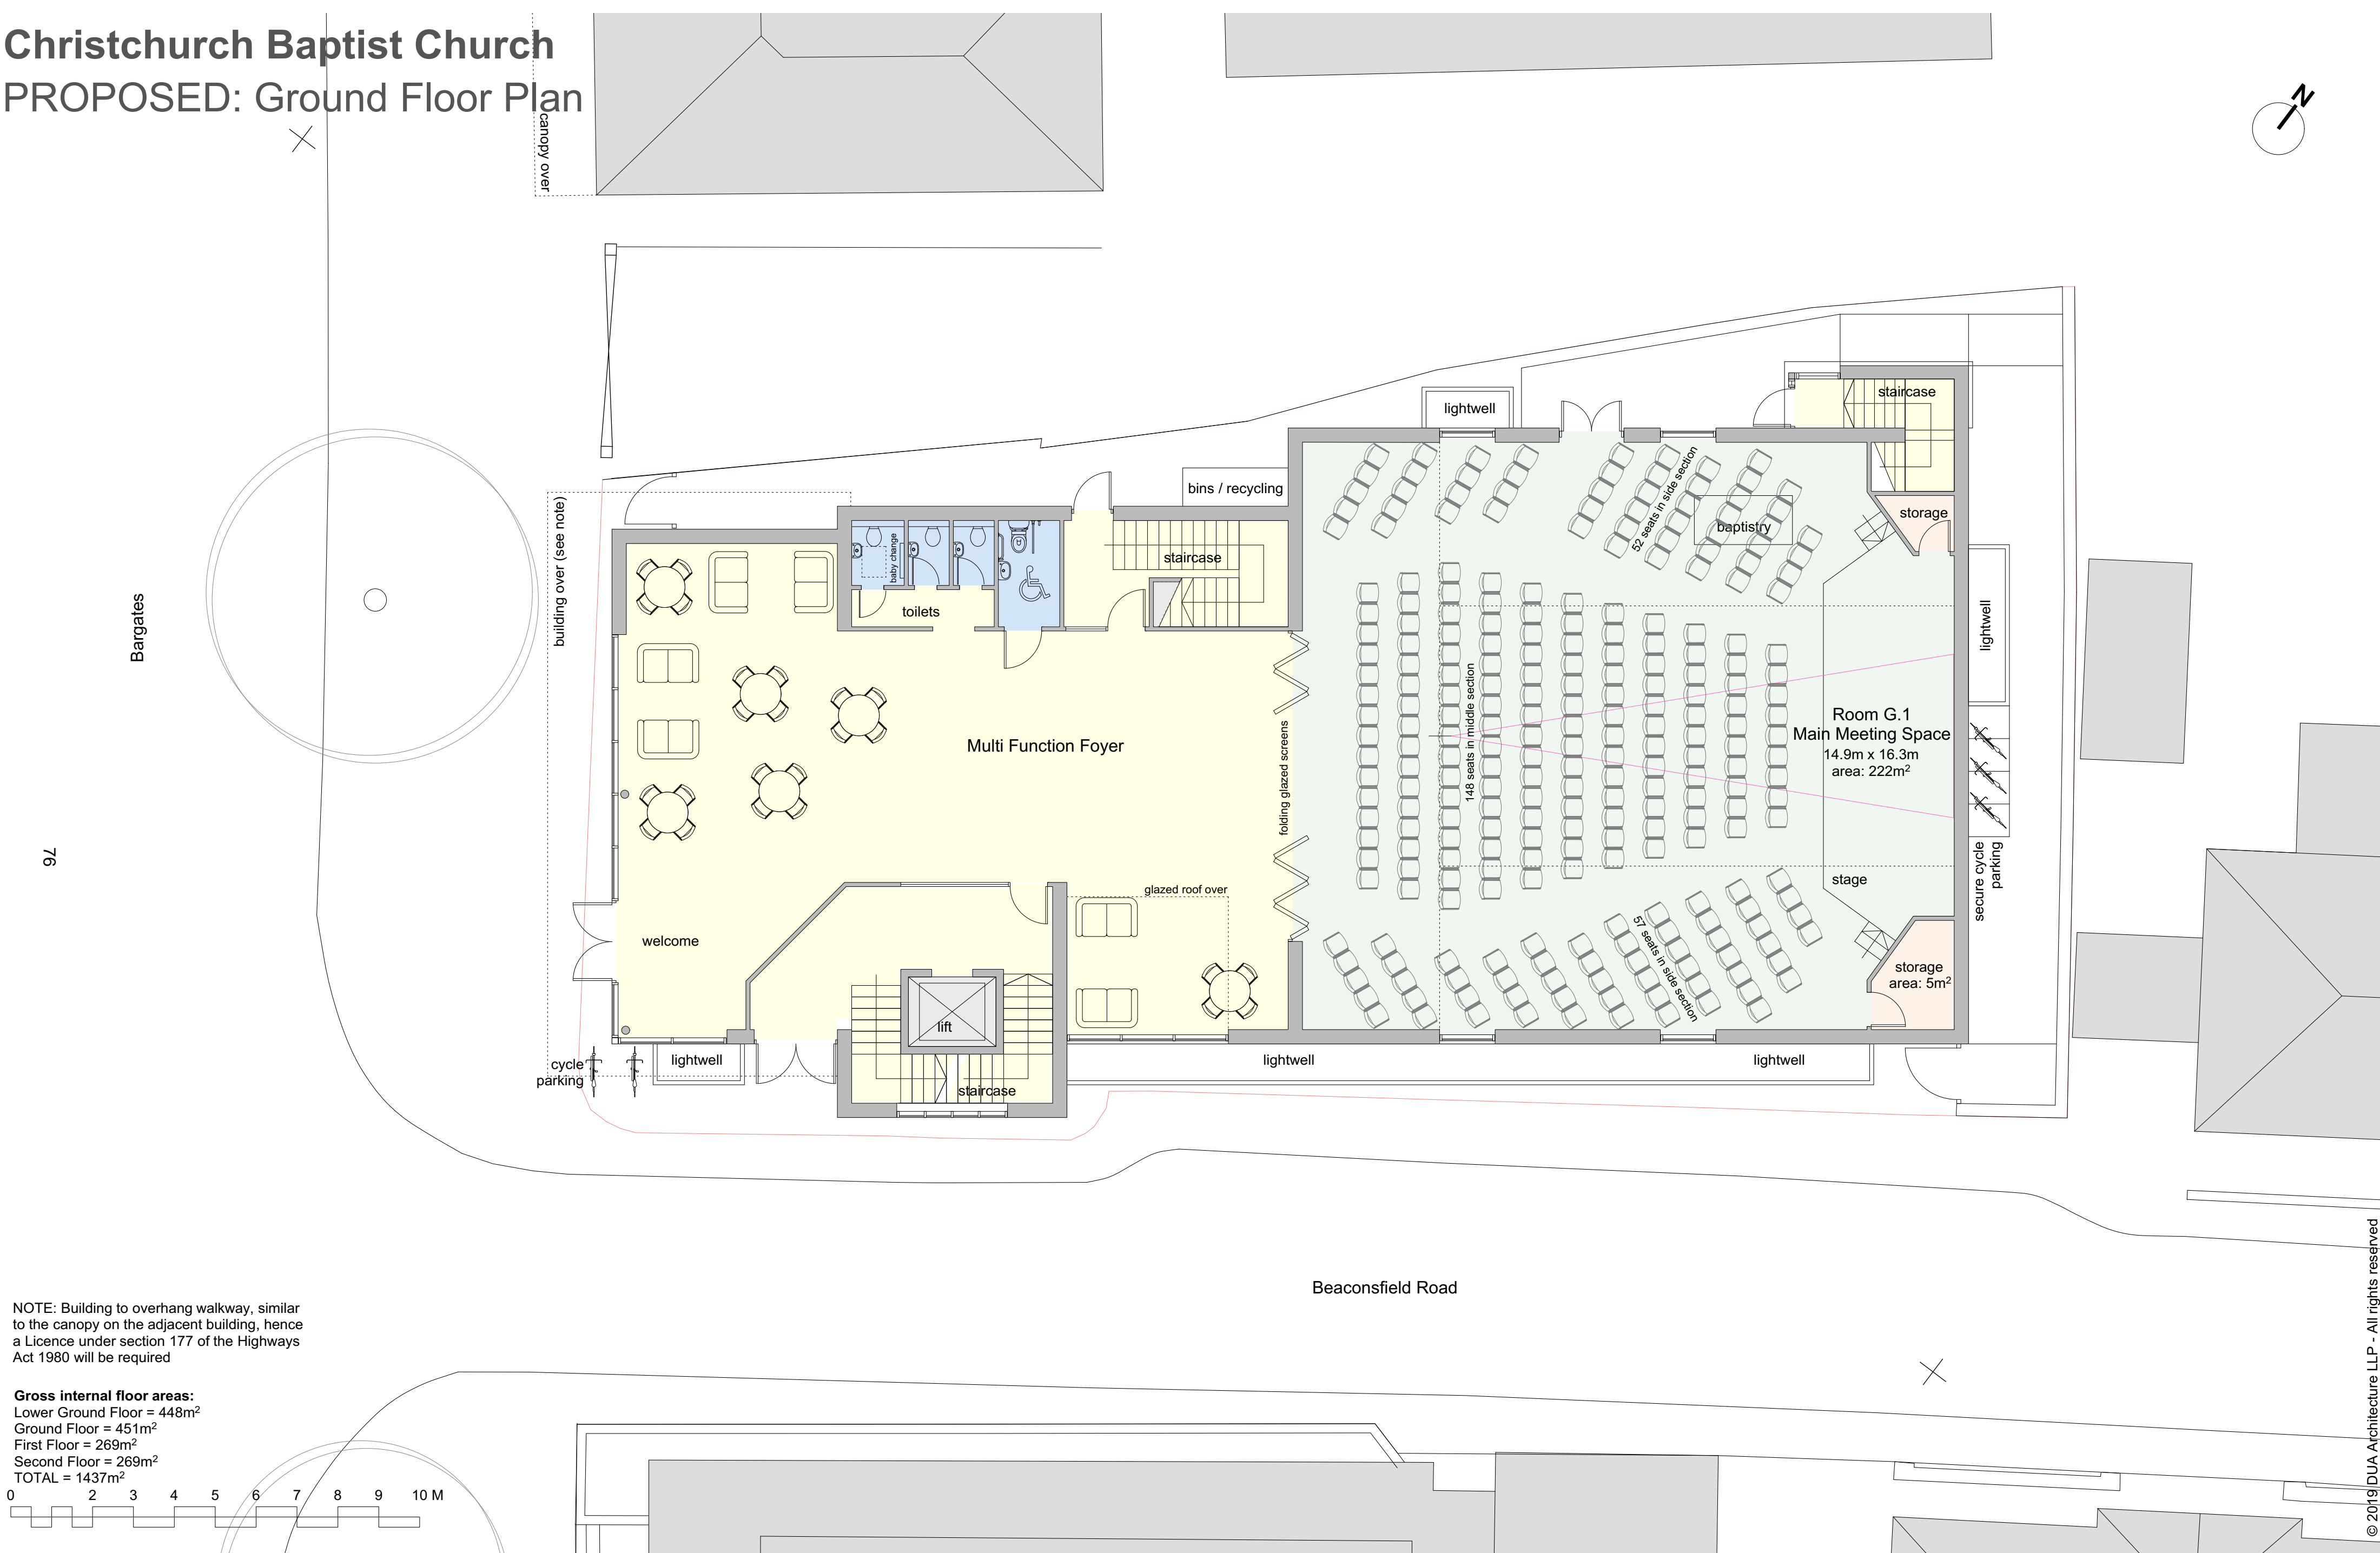 Christchurch Baptist Church
PROPOSED: Ground Floor Plan
canopy over
N
staircase
lightwell
bins / recycling
52 seats in side section
baptistry
storage
building over (see note)
baby change
staircase
toilets
lightwell
Bargates
148 seats in middle section
Multi Function Foyer
folding glazed screens
Room G.1
Main Meeting Space
14.9m x 16.3m
area: 222m²
76
secure cycle
parking
glazed roof over
stage
welcome
57 seats in side section
storage
area: 5m²
lift
cycle
parking
lightwell
staircase
lightwell
lightwell
Beaconsfield Road
NOTE: Building to overhang walkway, similar
to the canopy on the adjacent building, hence
a Licence under section 177 of the Highways
Act 1980 will be required
Gross internal floor areas:
Lower Ground Floor = 448m²
Ground Floor = 451m²
First Floor = 269m²
Second Floor = 269m²
TOTAL = 1437m²
0 2 3 4 5 6 7 8 9 10 M
© 2019 DUA Architecture LLP - All rights reserved